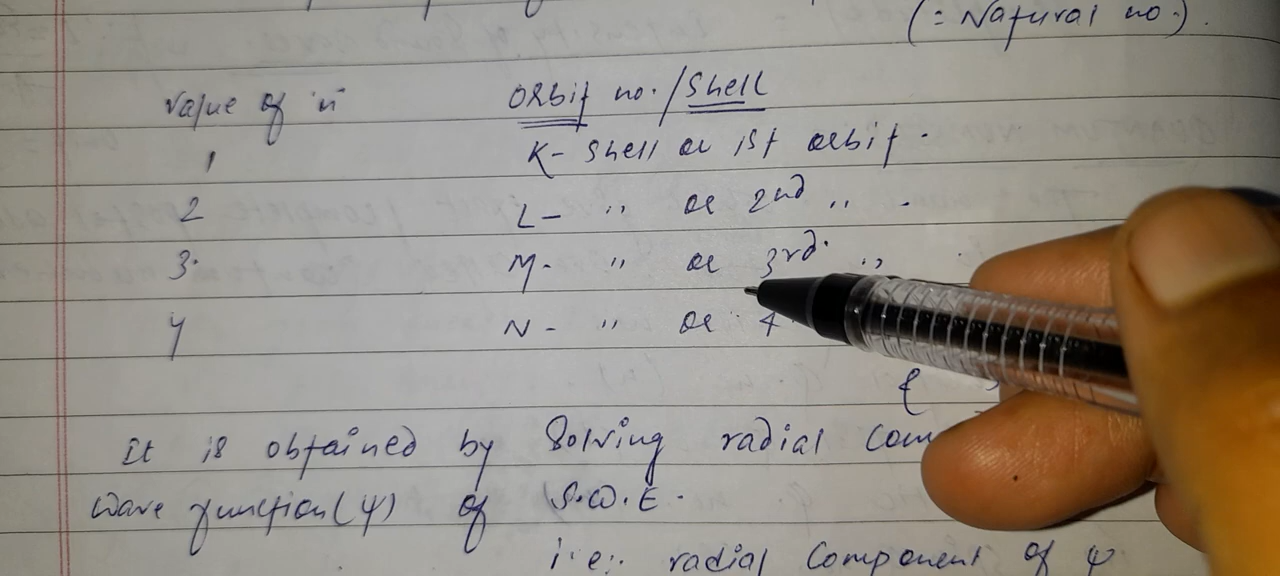 (= Natural no.).
Value of 'n' Orbit no. / Shell
1 K- Shell or 1st orbit.
2 L- " or 2nd " .
3. M- " or 3rd. "
4 N- " or 4
It is obtained by Solving radial Com
Wave function (ψ) of S.W.E.
i.e:. radial Component of ψ